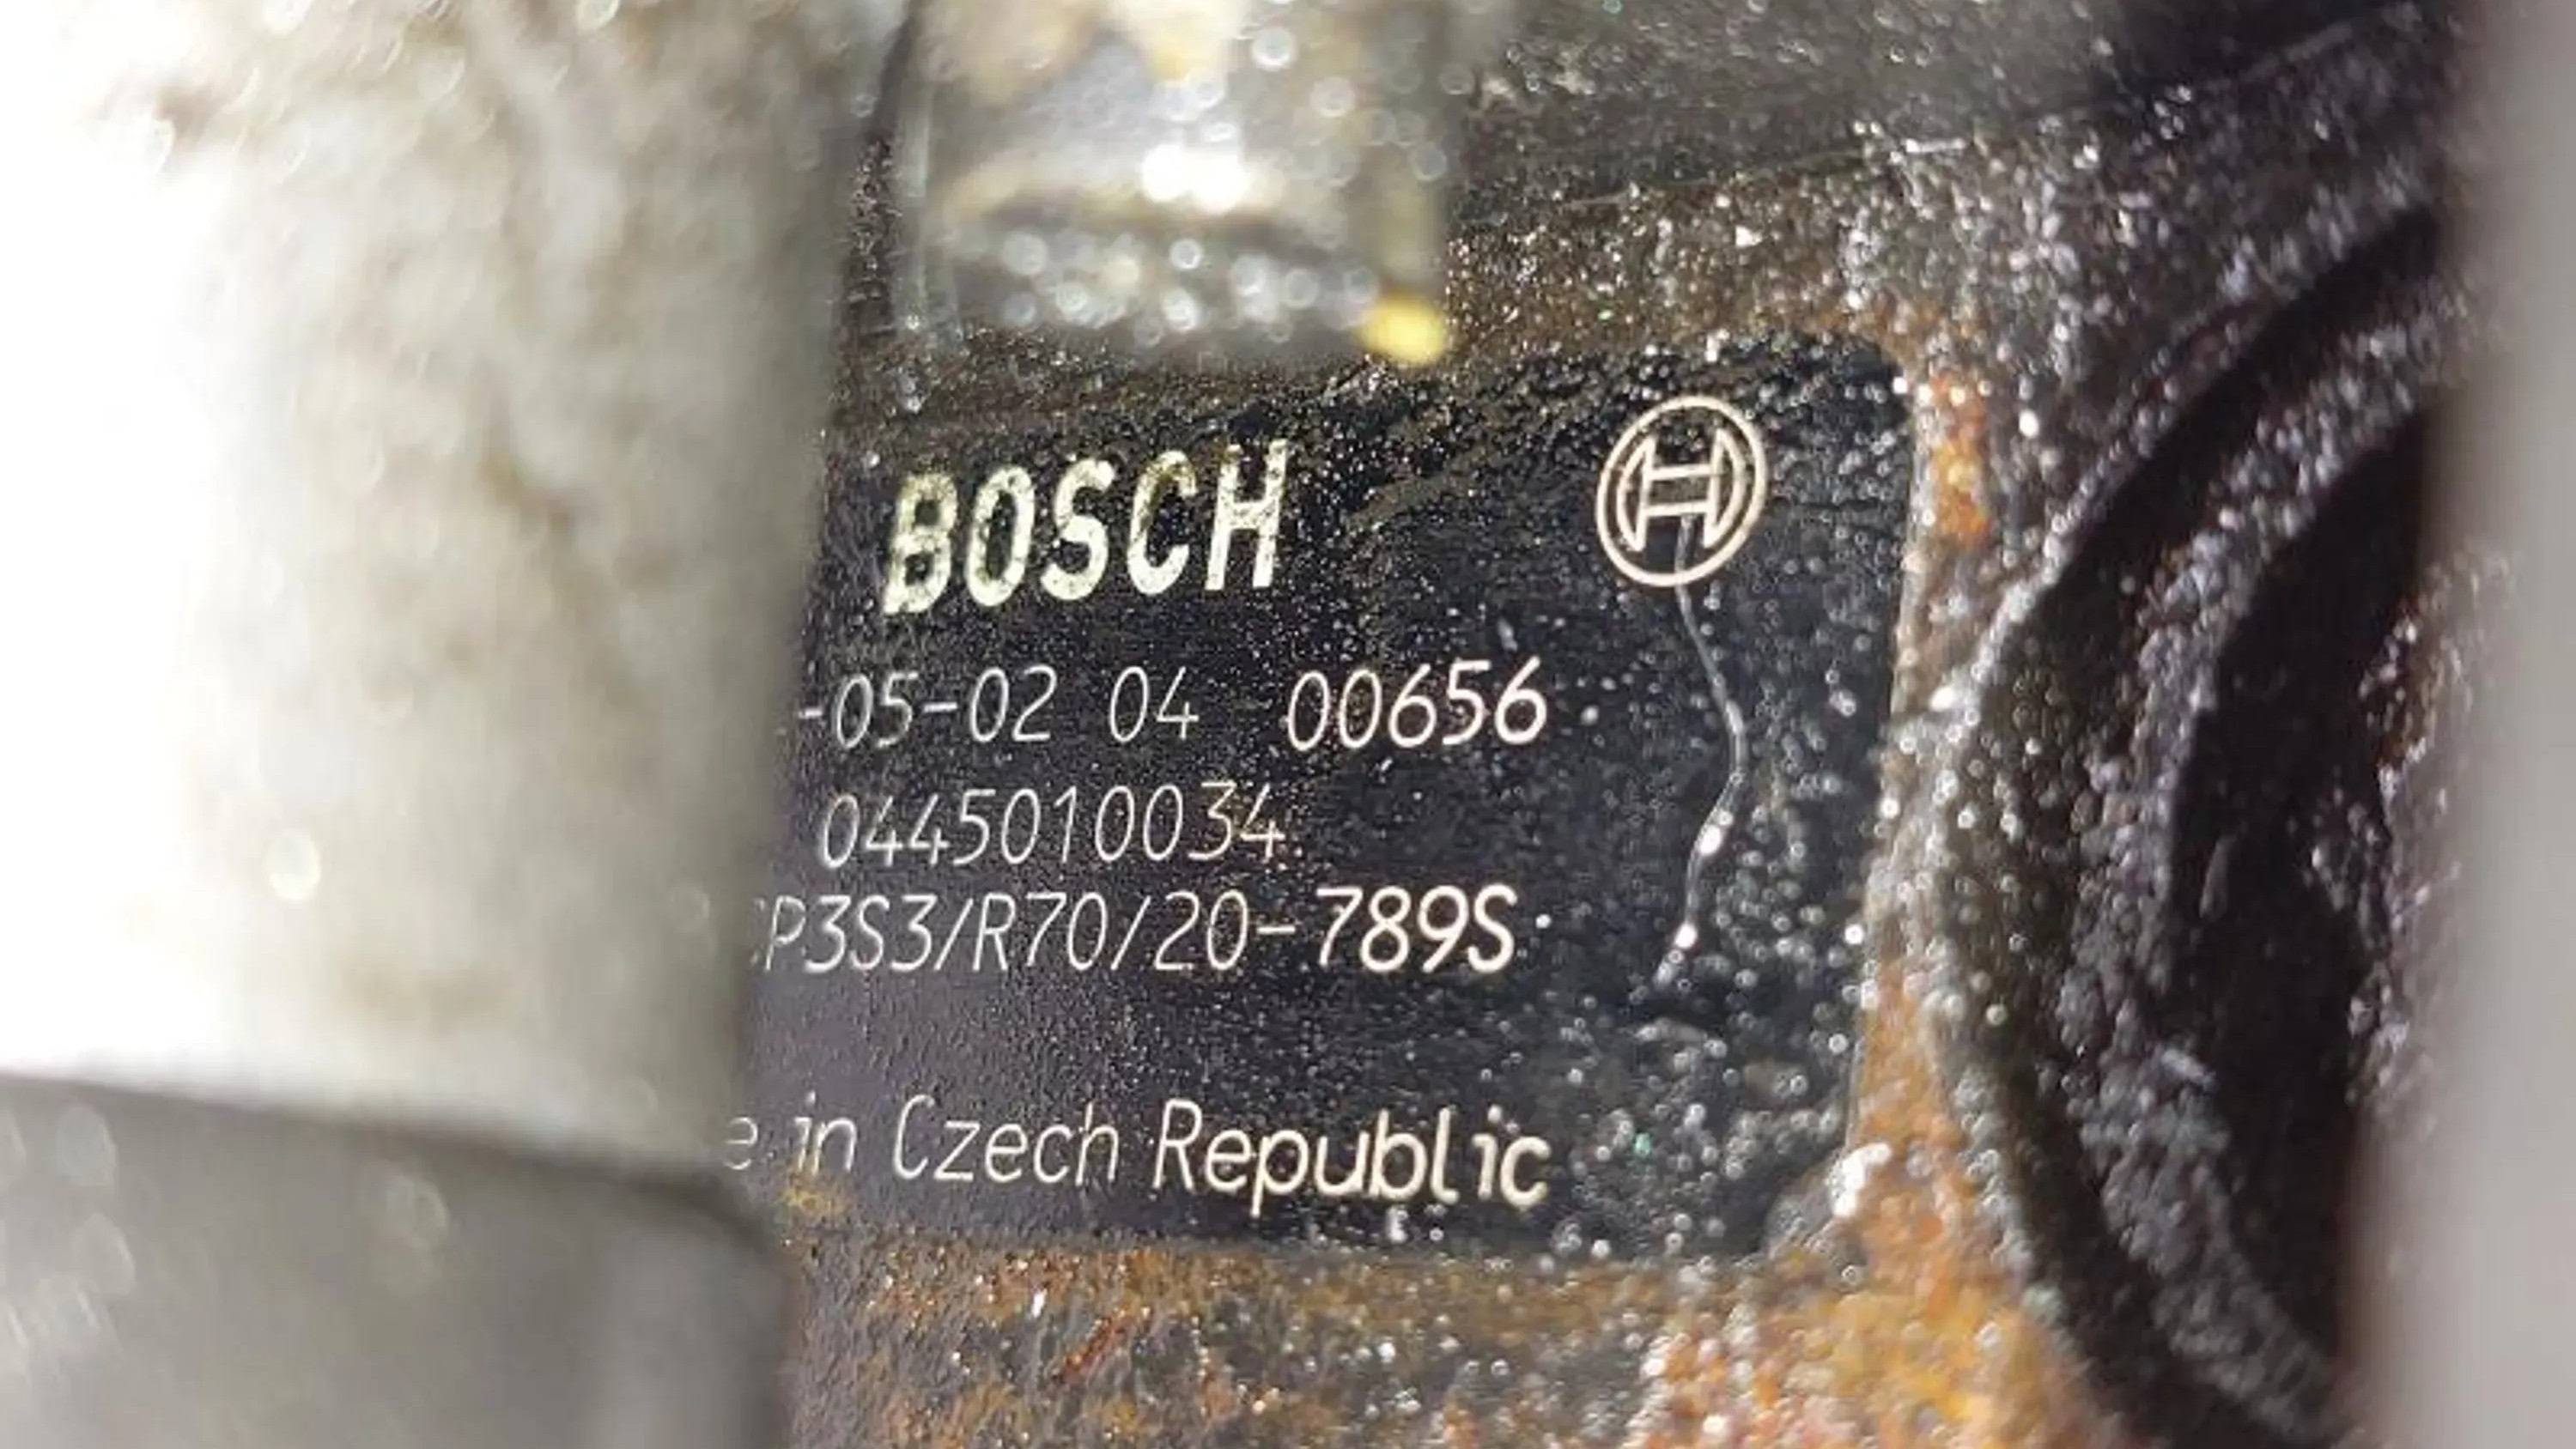 BOSCH
-05-02 04 00656
0445010034
P3S3/R70/20-789S
e in Czech Republic